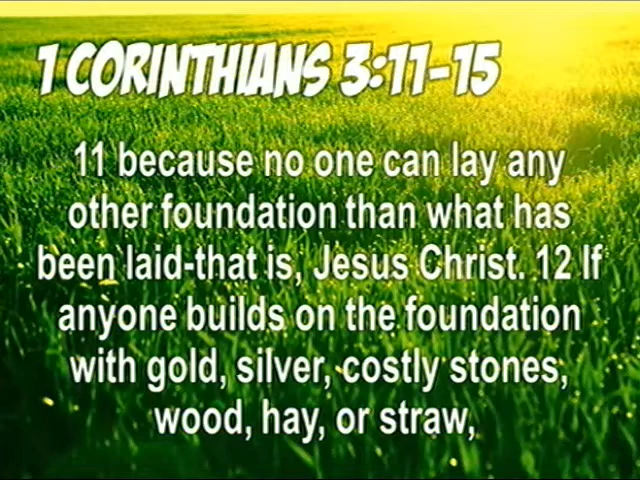 1 CORINTHIANS 3:11-15
11 because no one can lay any
other foundation than what has
been laid-that is, Jesus Christ. 12 If
anyone builds on the foundation
with gold, silver, costly stones,
wood, hay, or straw,